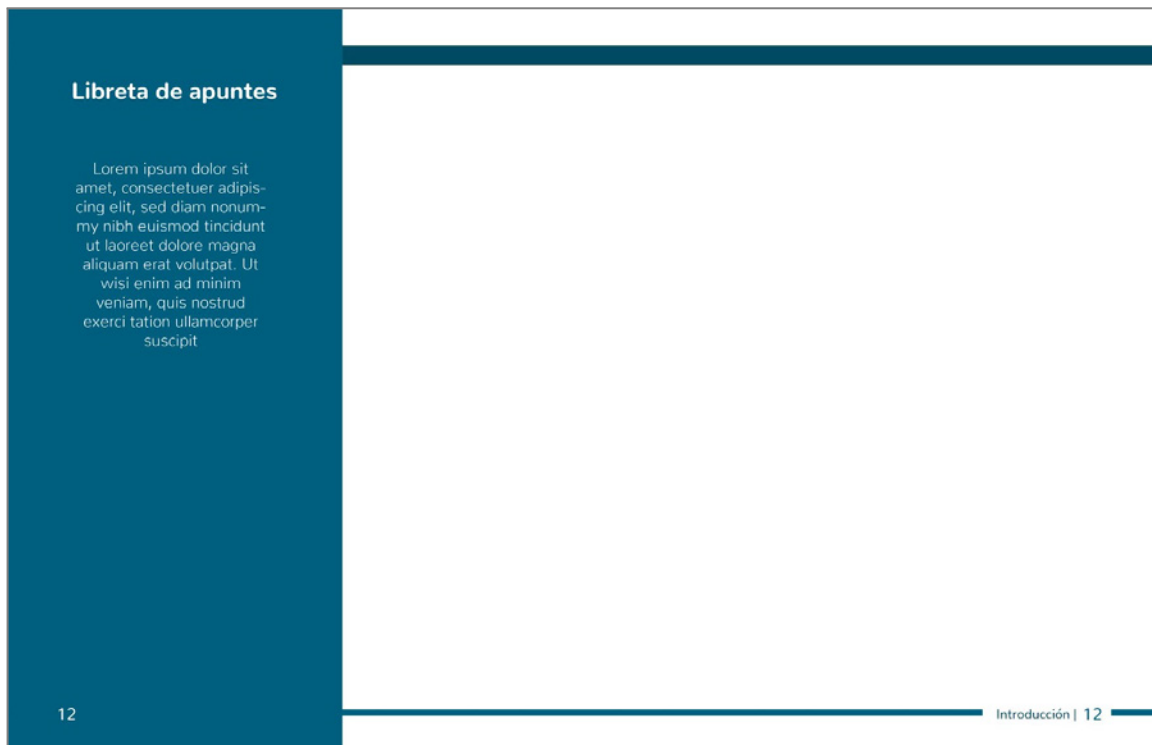 Libreta de apuntes
Lorem ipsum dolor sit
amet, consectetuer adipis-
cing elit, sed diam nonum-
my nibh euismod tincidunt
ut laoreet dolore magna
aliquam erat volutpat. Ut
wisi enim ad minim
veniam, quis nostrud
exerci tation ullamcorper
suscipit
12
Introducción | 12